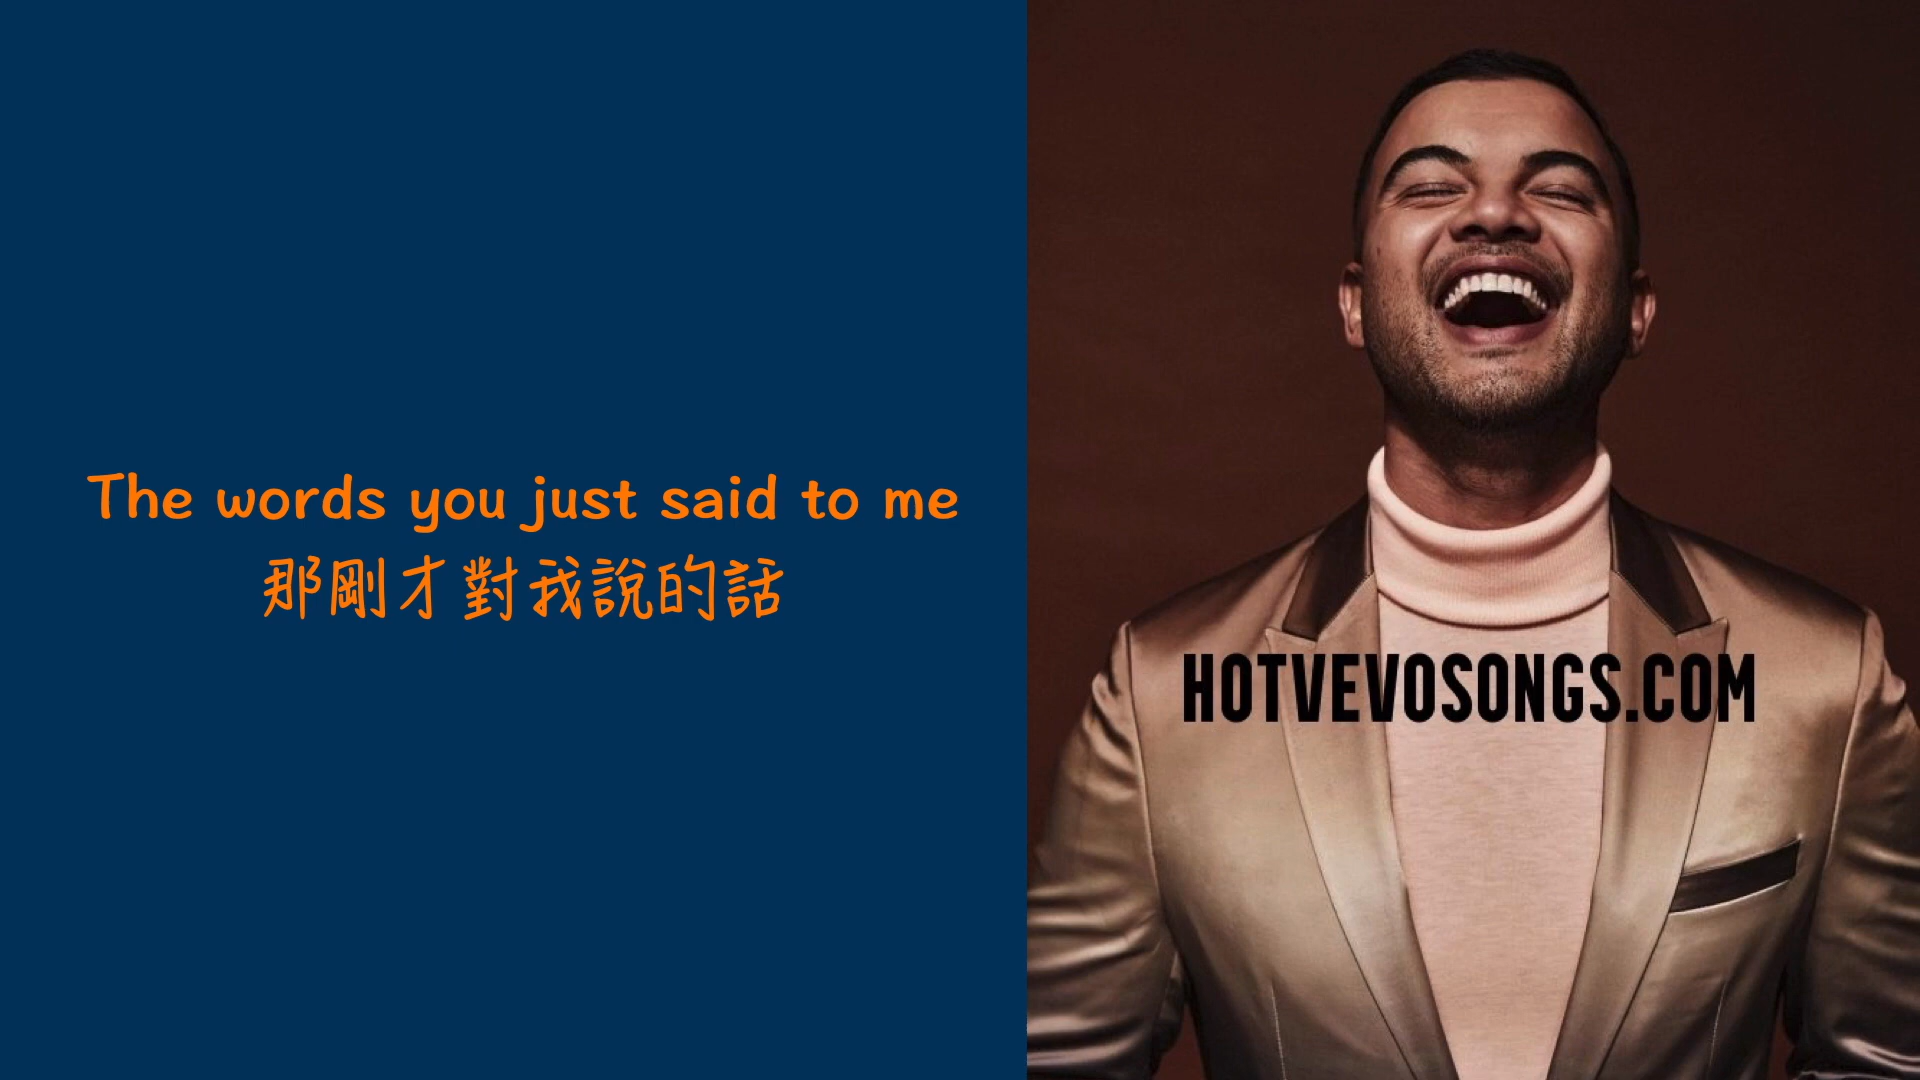 The words you just said to me
那剛才對我說的話
HOTVEVOSONGS.COM